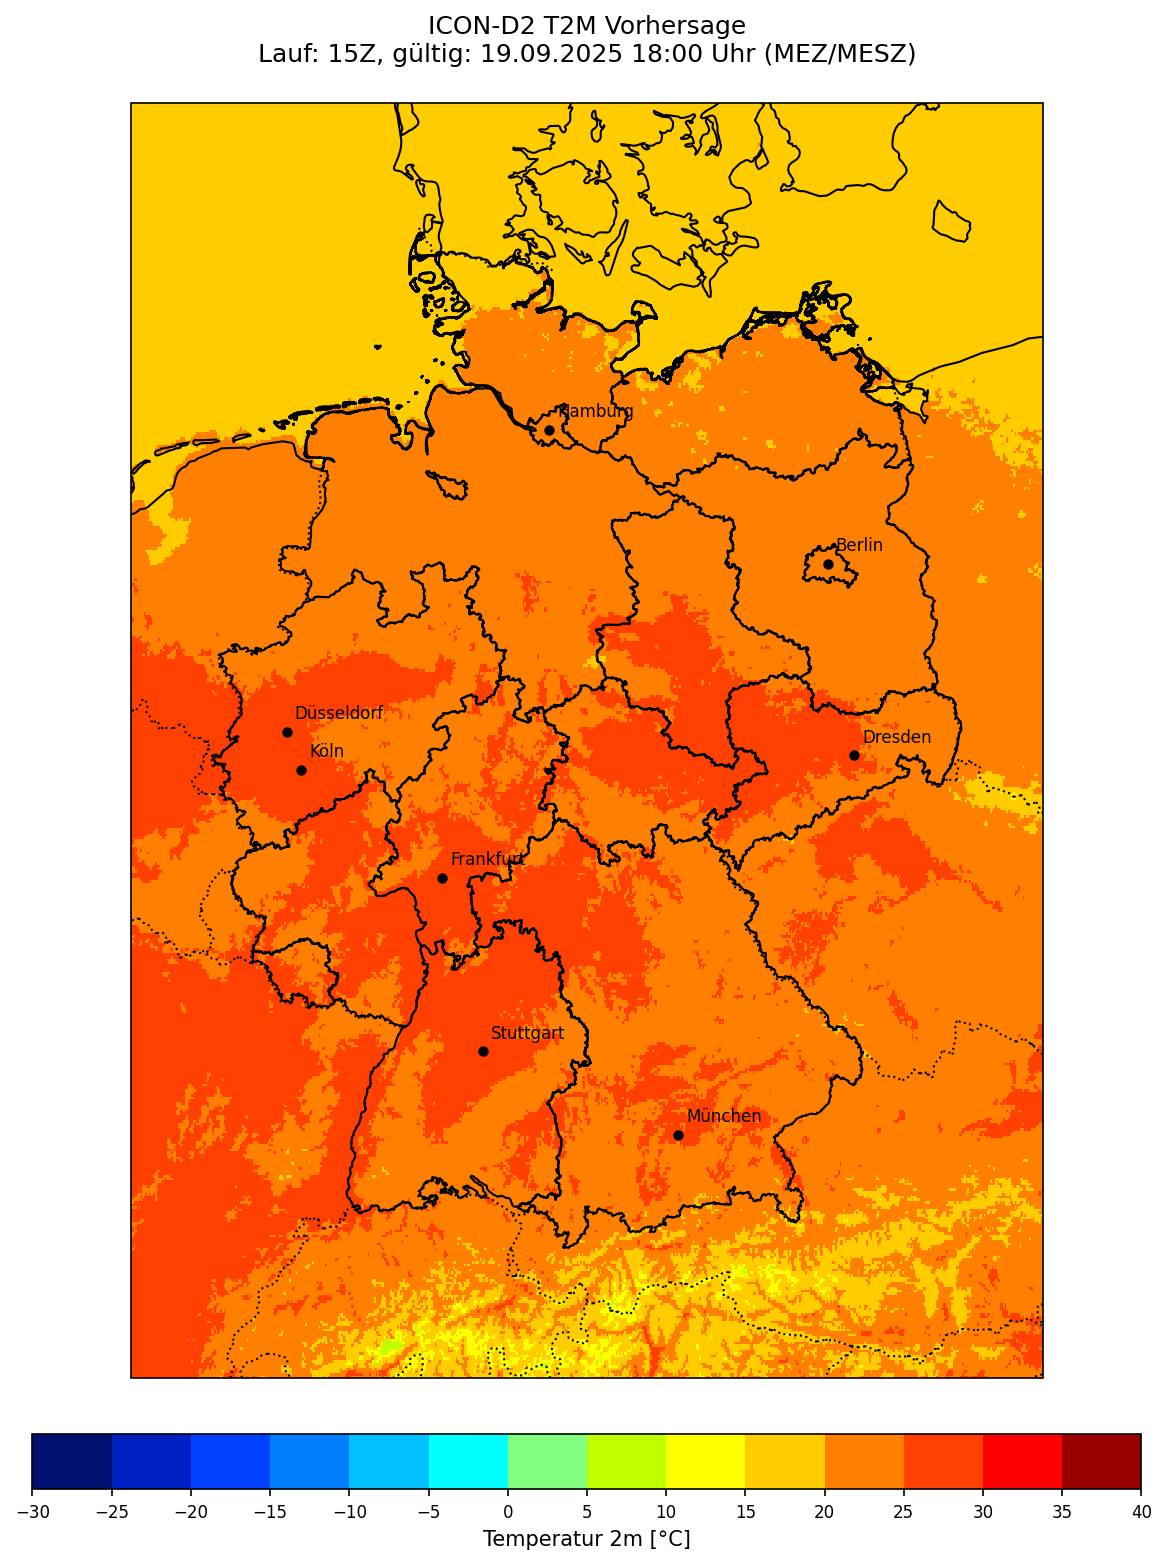 ICON-D2 T2M Vorhersage
Lauf: 15Z, gültig: 19.09.2025 18:00 Uhr (MEZ/MESZ)
Hamburg
Berlin
Düsseldorf
Köln
Dresden
Frankfurt
Stuttgart
München
−30 −25 −20 −15 −10 −5 0 5 10 15 20 25 30 35 40
Temperatur 2m [°C]